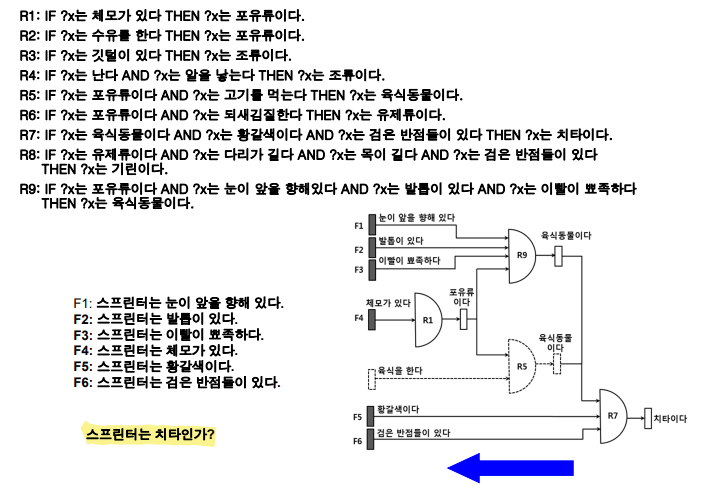 R1: IF ?x는 체모가 있다 THEN ?x는 포유류이다.
R2: IF ?x는 수유를 한다 THEN ?x는 포유류이다.
R3: IF ?x는 깃털이 있다 THEN ?x는 조류이다.
R4: IF ?x는 난다 AND ?x는 알을 낳는다 THEN ?x는 조류이다.
R5: IF ?x는 포유류이다 AND ?x는 고기를 먹는다 THEN ?x는 육식동물이다.
R6: IF ?x는 포유류이다 AND ?x는 되새김질한다 THEN ?x는 유제류이다.
R7: IF ?x는 육식동물이다 AND ?x는 황갈색이다 AND ?x는 검은 반점들이 있다 THEN ?x는 치타이다.
R8: IF ?x는 유제류이다 AND ?x는 다리가 길다 AND ?x는 목이 길다 AND ?x는 검은 반점들이 있다
THEN ?x는 기린이다.
R9: IF ?x는 포유류이다 AND ?x는 눈이 앞을 향해있다 AND ?x는 발톱이 있다 AND ?x는 이빨이 뾰족하다
THEN ?x는 육식동물이다.
F1 눈이 앞을 향해 있다
F2 발톱이 있다
F3 이빨이 뾰족하다
R9
육식동물이다
F4 체모가 있다
R1
포유류
이다
육식을 한다
R5
육식동물
이다
F5 황갈색이다
F6 검은 반점들이 있다
R7
치타이다
F1: 스프린터는 눈이 앞을 향해 있다.
F2: 스프린터는 발톱이 있다.
F3: 스프린터는 이빨이 뾰족하다.
F4: 스프린터는 체모가 있다.
F5: 스프린터는 황갈색이다.
F6: 스프린터는 검은 반점들이 있다.
스프린터는 치타인가?